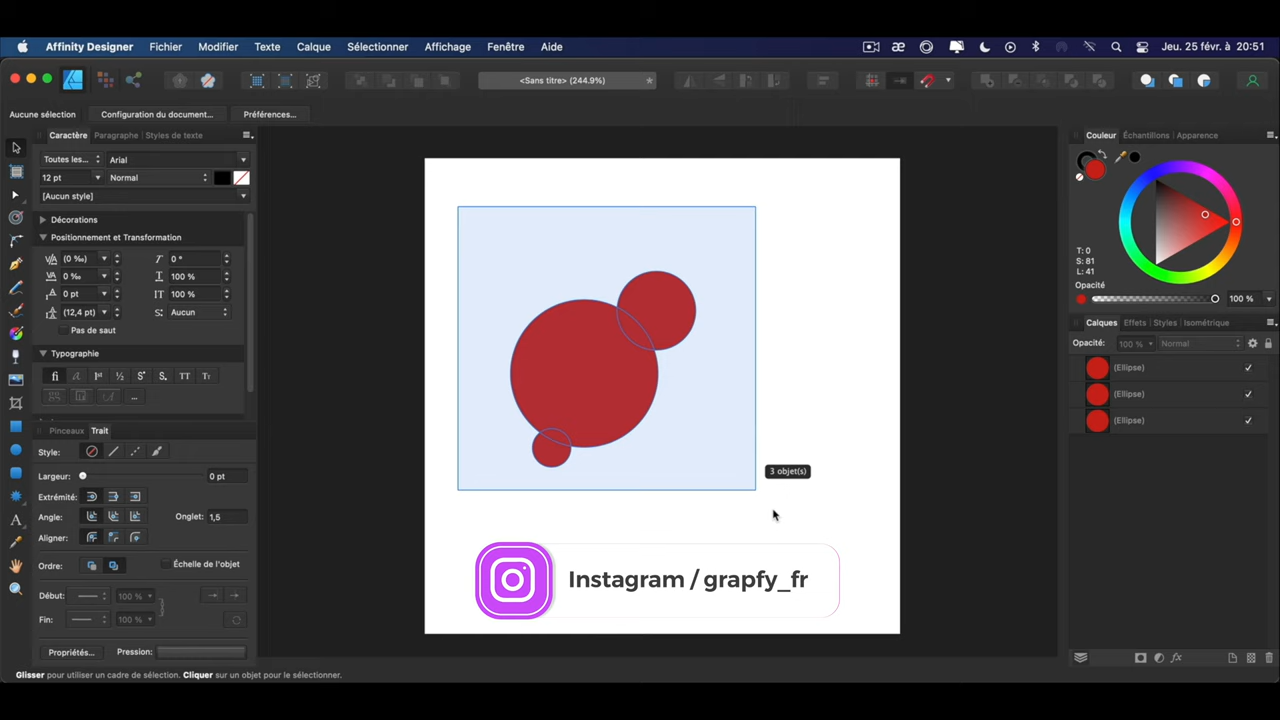 Affinity Designer Fichier Modifier Texte Calque Sélectionner Affichage Fenêtre Aide Jeu. 25 févr. à 20:51
<Sans titre> (244.9%)
Aucune sélection Configuration du document... Préférences...
Caractère Paragraphe Styles de texte
Toutes les... Arial
12 pt Normal
[Aucun style]
Décorations
Positionnement et Transformation
(0 ‰) 0 °
0 ‰ 100 %
0 pt 100 %
(12,4 pt) Aucun
Pas de saut
Typographie
fi
Pinceaux Trait
Style:
Largeur: 0 pt
Extrémité:
Angle: Onglet: 1,5
Aligner:
Ordre: Échelle de l'objet
Début: 100 %
Fin: 100 %
Propriétés... Pression:
Glisser pour utiliser un cadre de sélection. Cliquer sur un objet pour le sélectionner.
3 objet(s)
Instagram / grapfy_fr
Couleur Échantillons Apparence
T: 0
S: 81
L: 41
Opacité
100 %
Calques Effets Styles Isométrique
Opacité: 100 % Normal
(Ellipse)
(Ellipse)
(Ellipse)